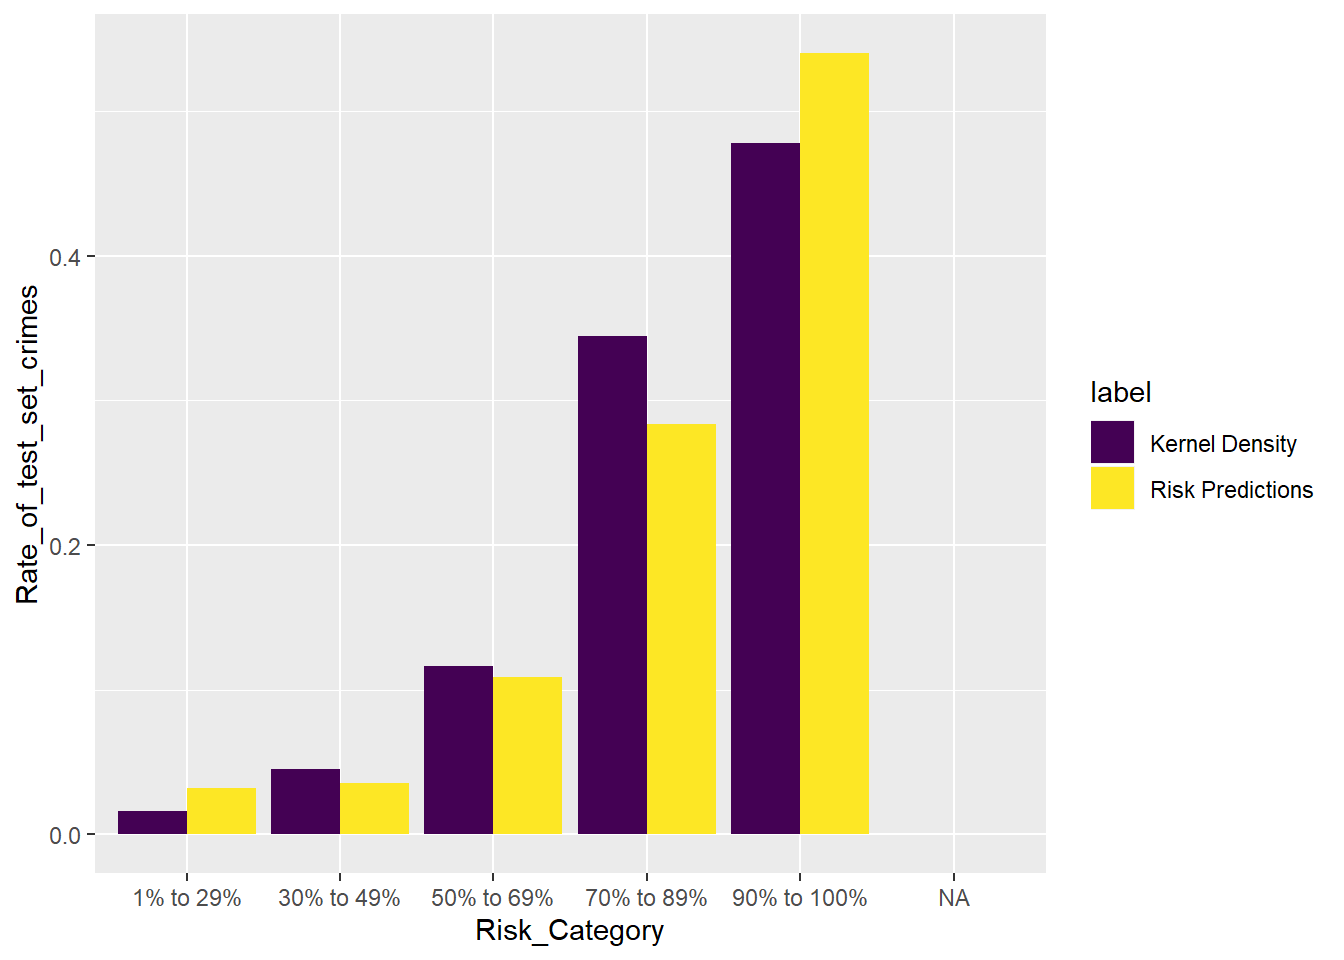 Rate_of_test_set_crimes
0.4
0.2
0.0
1% to 29%
30% to 49%
50% to 69%
70% to 89%
90% to 100%
NA
Risk_Category
label
Kernel Density
Risk Predictions